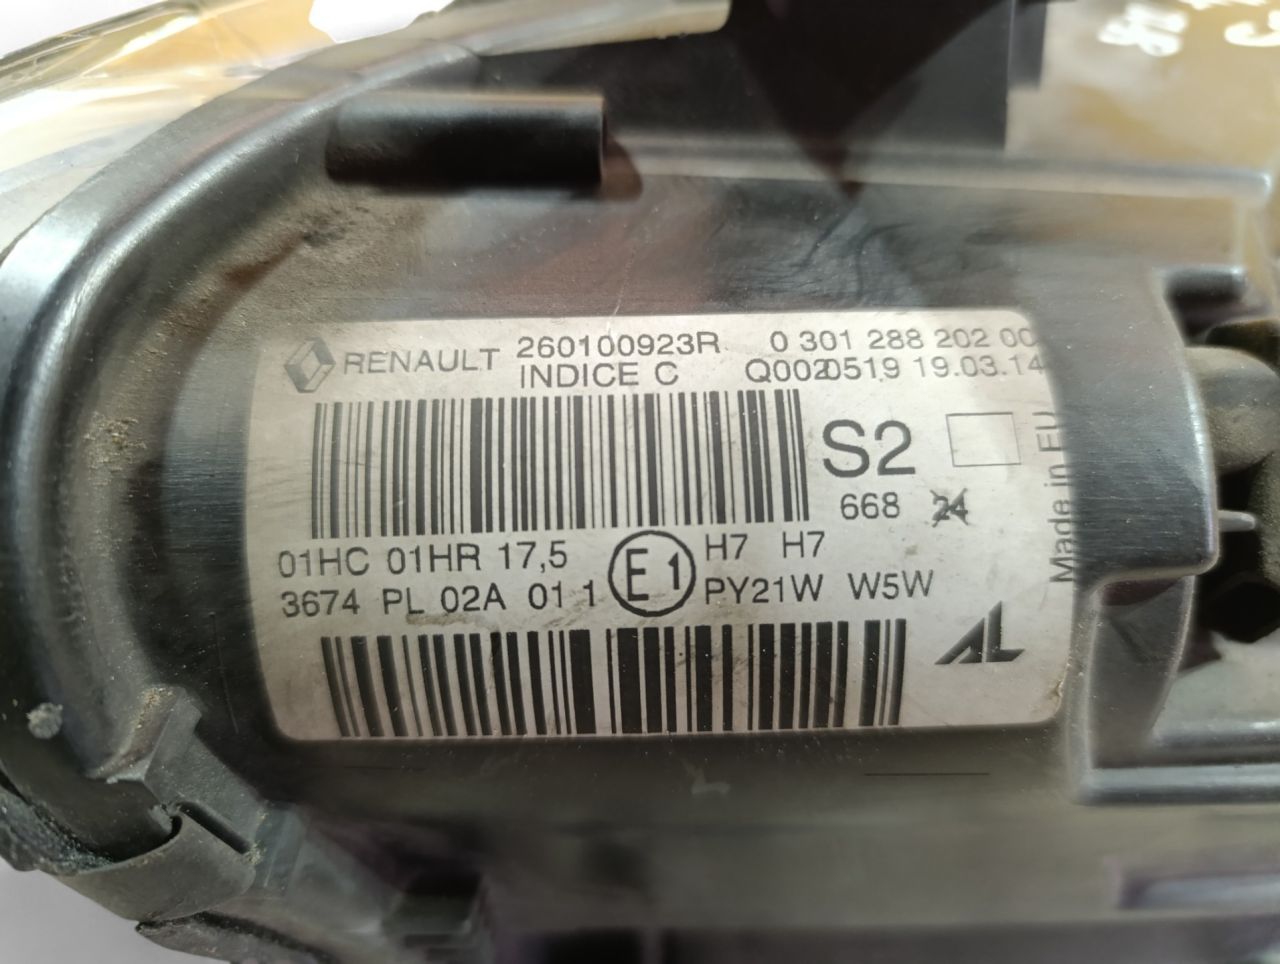 RENAULT 260100923R 0 301 288 202 00
INDICE C Q0020519 19.03.14
S2
668 24
Made in EU
01HC 01HR 17,5 E1 H7 H7
3674 PL 02A 01 1 PY21W W5W
AL